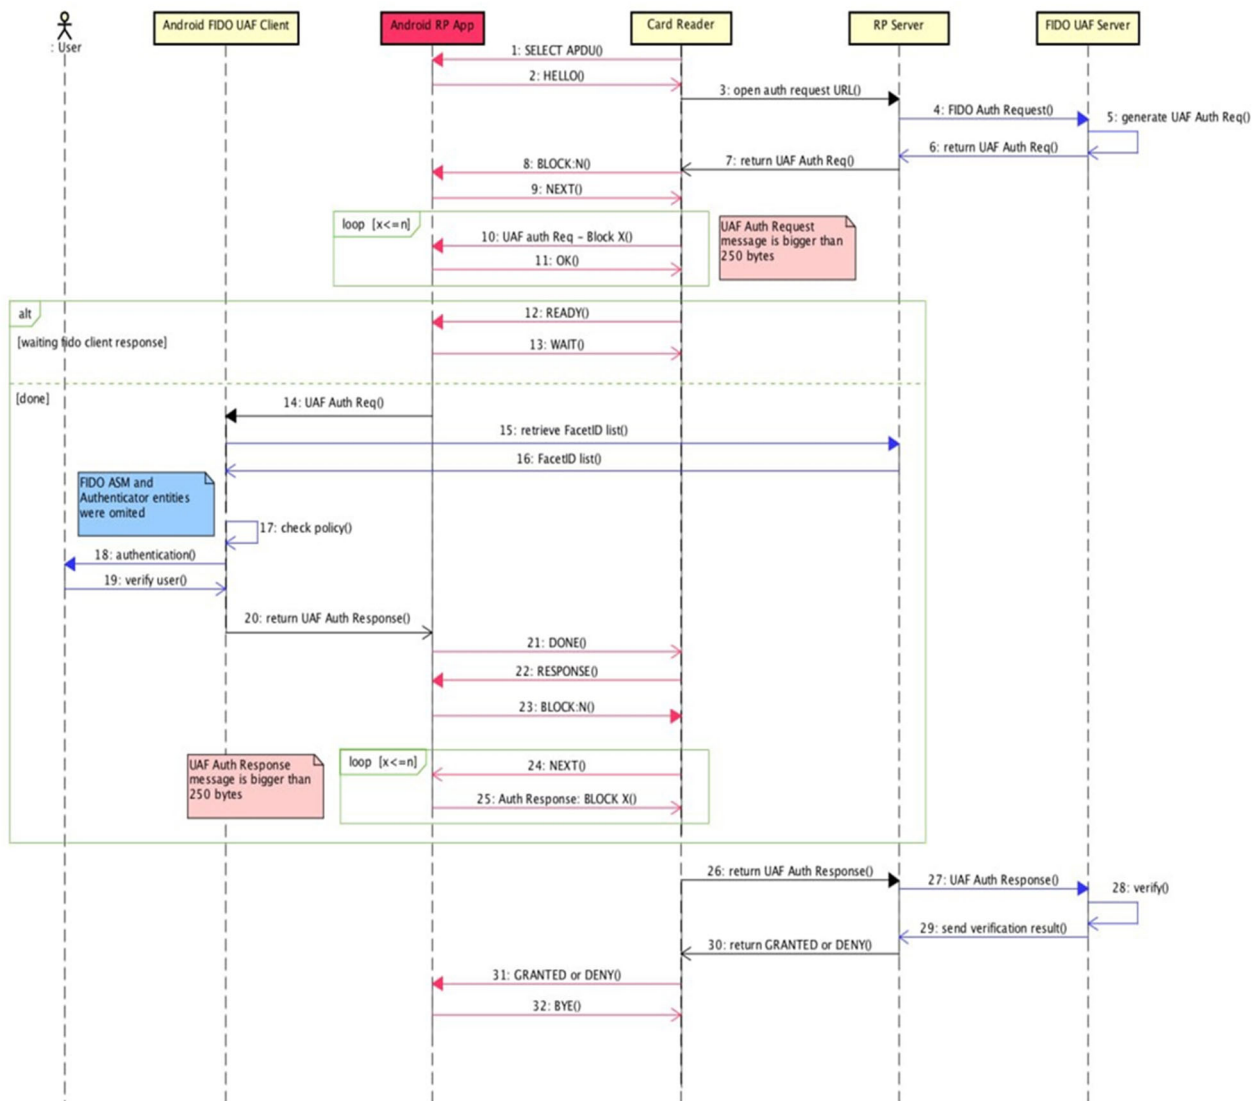 : User
Android FIDO UAF Client
Android RP App
Card Reader
RP Server
FIDO UAF Server
1: SELECT APDU()
2: HELLO()
3: open auth request URL()
4: FIDO Auth Request()
5: generate UAF Auth Req()
6: return UAF Auth Req()
7: return UAF Auth Req()
8: BLOCK:N()
9: NEXT()
loop [x<=n]
10: UAF auth Req - Block X()
11: OK()
UAF Auth Request
message is bigger than
250 bytes
alt
12: READY()
[waiting fido client response]
13: WAIT()
[done]
14: UAF Auth Req()
15: retrieve FacetID list()
16: FacetID list()
FIDO ASM and
Authenticator entities
were omited
17: check policy()
18: authentication()
19: verify user()
20: return UAF Auth Response()
21: DONE()
22: RESPONSE()
23: BLOCK:N()
UAF Auth Response
message is bigger than
250 bytes
loop [x<=n]
24: NEXT()
25: Auth Response: BLOCK X()
26: return UAF Auth Response()
27: UAF Auth Response()
28: verify()
29: send verification result()
30: return GRANTED or DENY()
31: GRANTED or DENY()
32: BYE()